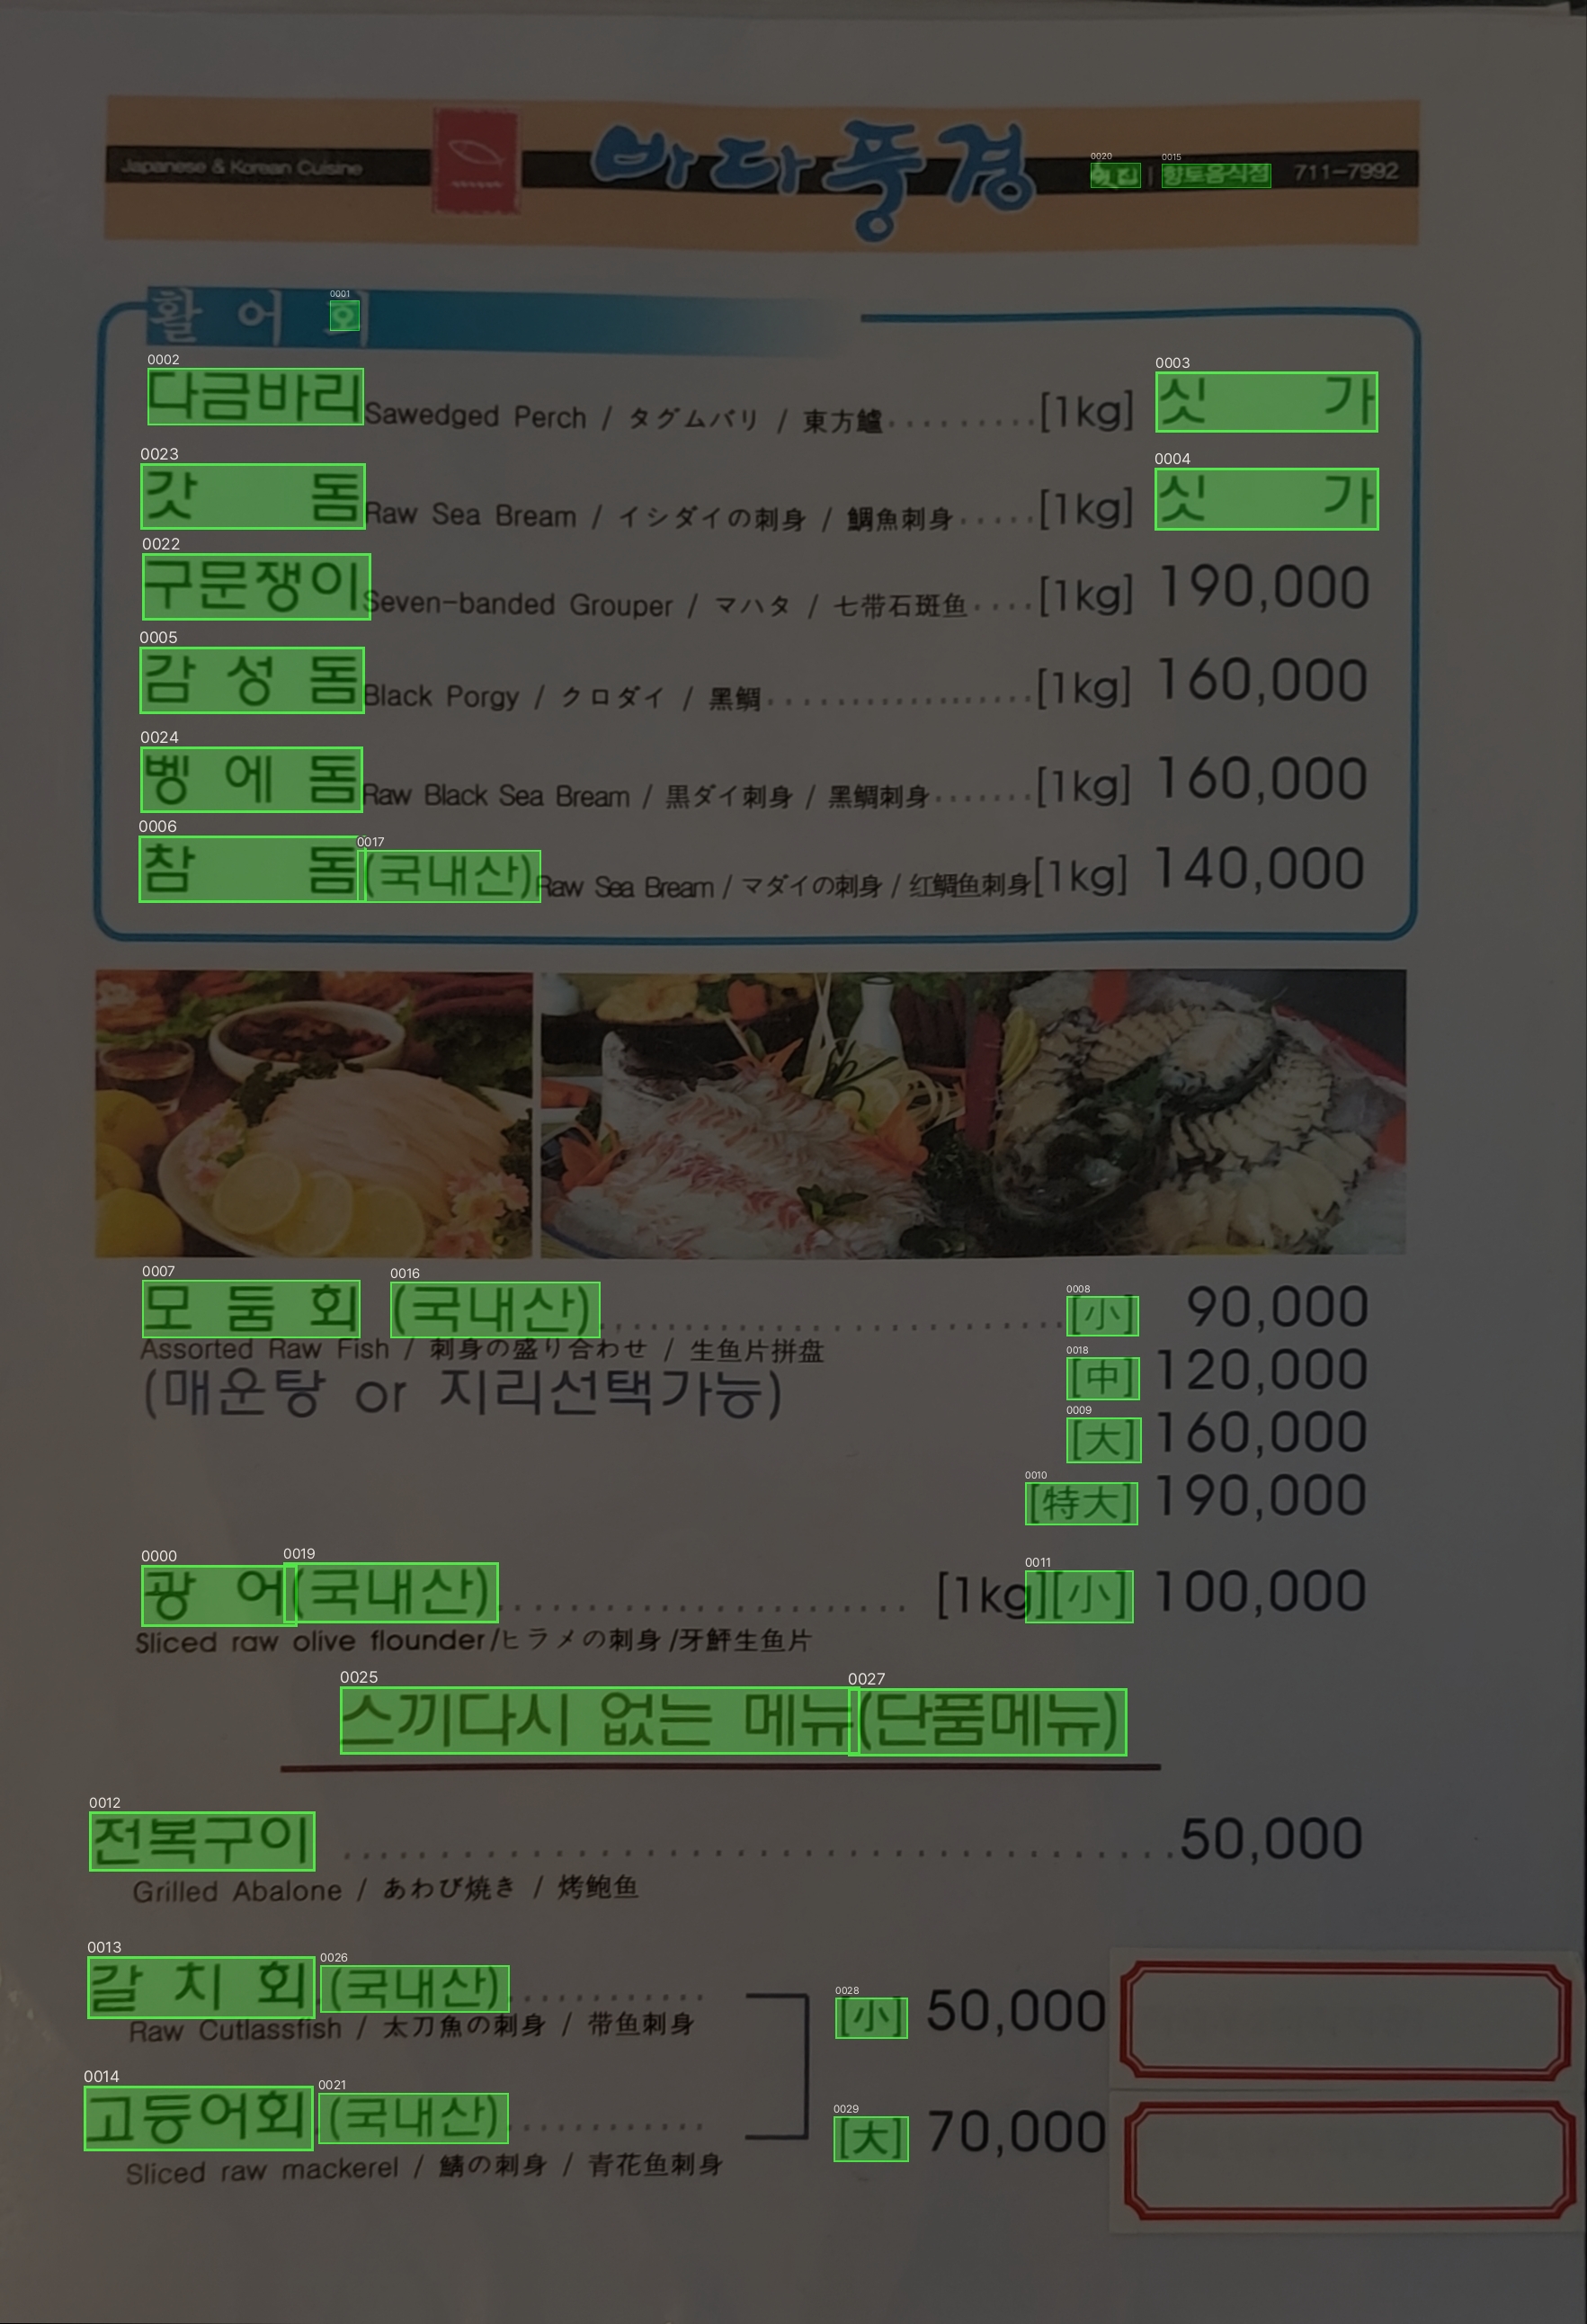 Japanese & Korean Cuisine 바다풍경 향토음식점 711-7992
활어회
다금바리 Sawedged Perch / タグムバリ / 東方鱸·········[1kg] 싯 가
갓 돔 Raw Sea Bream / イシダイの刺身 / 鯛魚刺身·····[1kg] 싯 가
구문쟁이 Seven-banded Grouper / マハタ / 七带石斑鱼····[1kg] 190,000
감 성 돔 Black Porgy / クロダイ / 黑鲷··················[1kg] 160,000
벵 에 돔 Raw Black Sea Bream / 黒ダイ刺身 / 黑鲷刺身·······[1kg] 160,000
참 돔(국내산) Raw Sea Bream / マダイの刺身 / 红鲷鱼刺身[1kg] 140,000
모 둠 회 (국내산)································[小] 90,000
Assorted Raw Fish / 刺身の盛り合わせ / 生鱼片拼盘
(매운탕 or 지리선택가능) [中] 120,000
[大] 160,000
[特大] 190,000
광 어(국내산)······················ [1kg][小] 100,000
Sliced raw olive flounder/ヒラメの刺身/牙鲆生鱼片
스끼다시 없는 메뉴(단품메뉴)
전복구이 ········································50,000
Grilled Abalone / あわび焼き / 烤鲍鱼
갈 치 회 (국내산)·············· [小] 50,000
Raw Cutlassfish / 太刀魚の刺身 / 带鱼刺身
고등어회 (국내산)·············· [大] 70,000
Sliced raw mackerel / 鯖の刺身 / 青花鱼刺身